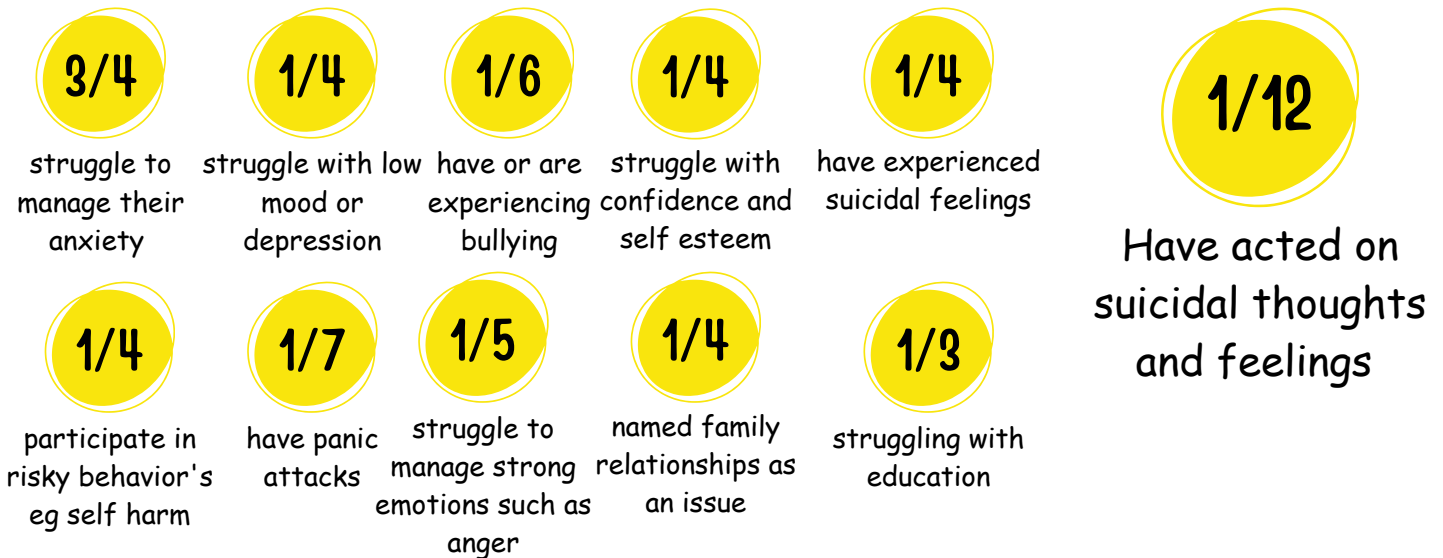 3/4
struggle to
manage their
anxiety
1/4
struggle with low
mood or
depression
1/6
have or are
experiencing
bullying
1/4
struggle with
confidence and
self esteem
1/4
have experienced
suicidal feelings
1/12
Have acted on
suicidal thoughts
and feelings
1/4
participate in
risky behavior's
eg self harm
1/7
have panic
attacks
1/5
struggle to
manage strong
emotions such as
anger
1/4
named family
relationships as
an issue
1/3
struggling with
education